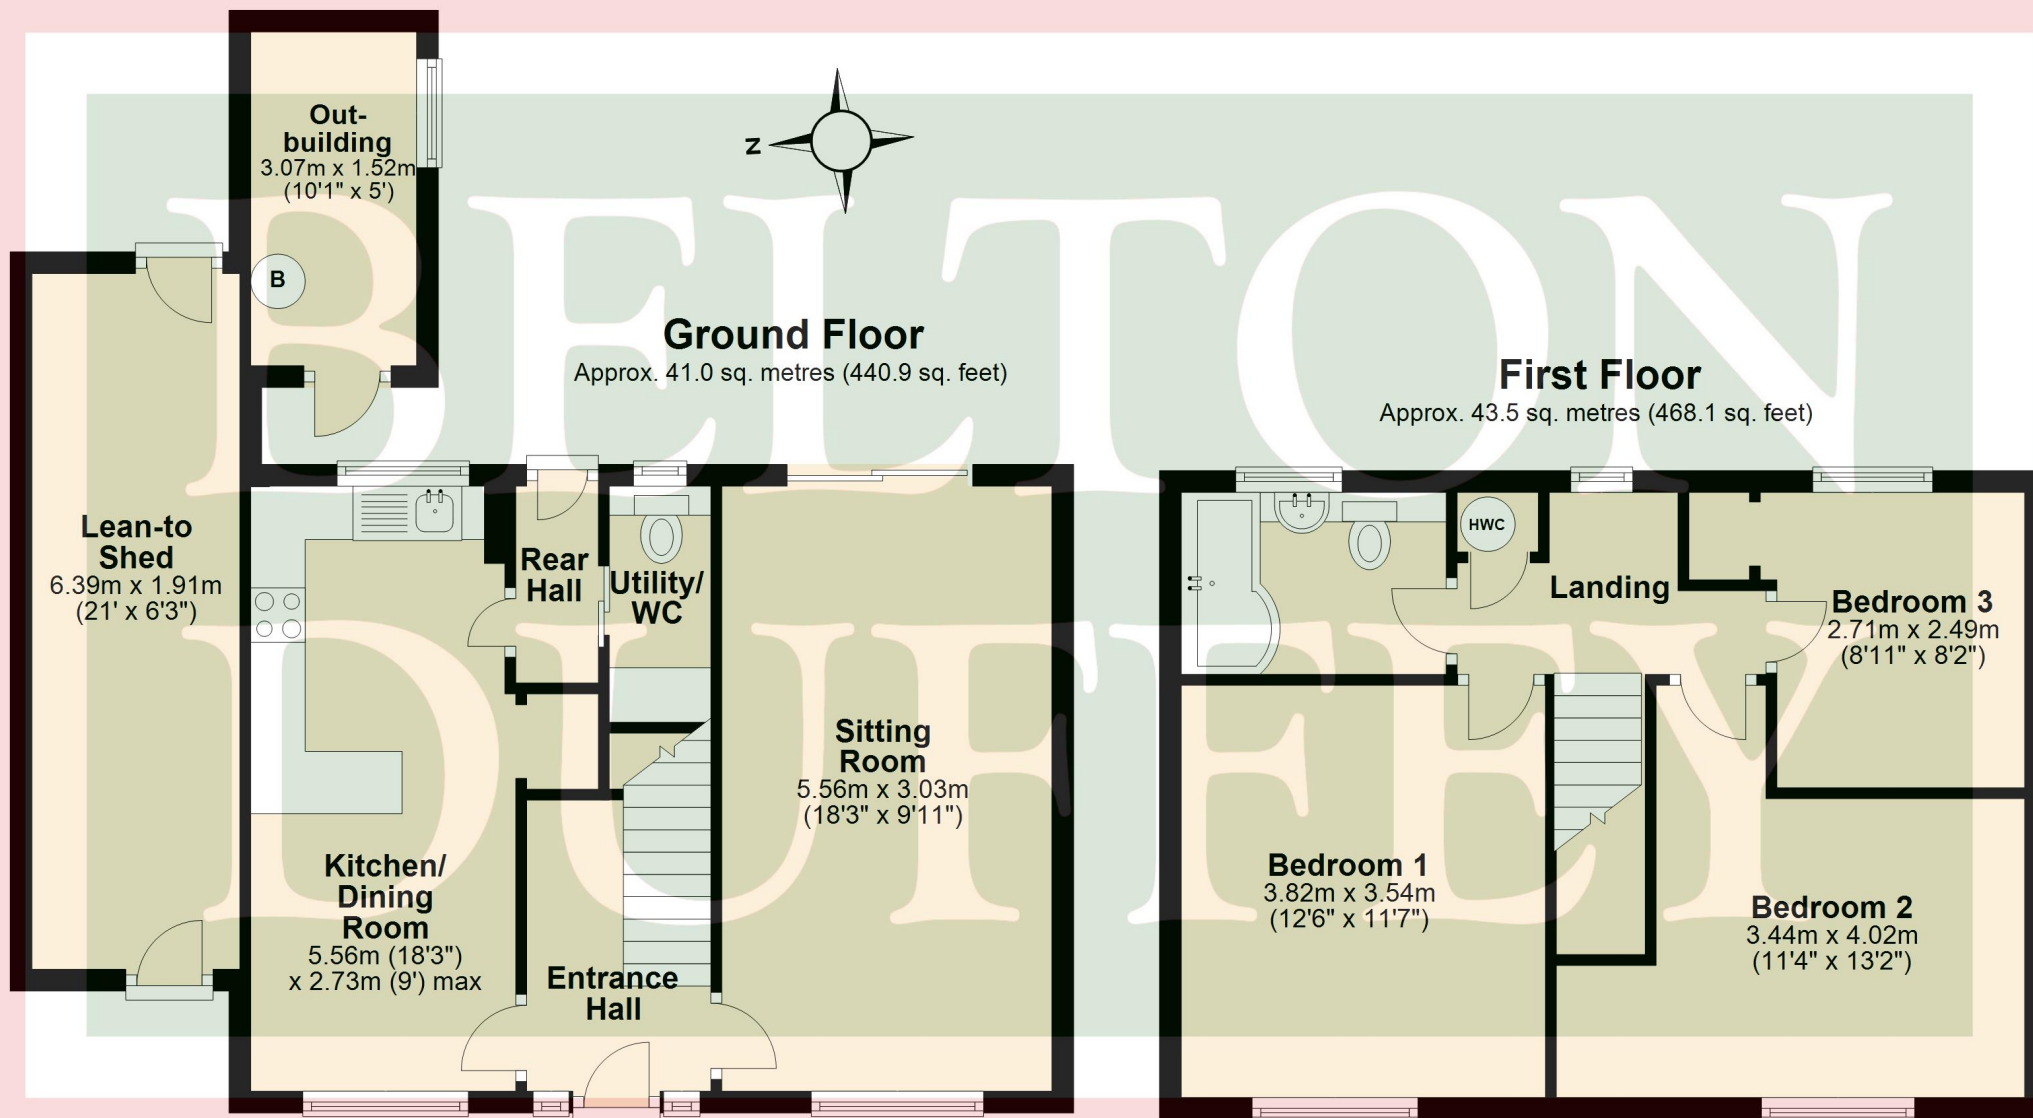 Out-
building
3.07m x 1.52m
(10'1" x 5')
B
N
Ground Floor
Approx. 41.0 sq. metres (440.9 sq. feet)
Lean-to
Shed
6.39m x 1.91m
(21' x 6'3")
Rear
Hall
Utility/
WC
Sitting
Room
5.56m x 3.03m
(18'3" x 9'11")
Kitchen/
Dining
Room
5.56m (18'3")
x 2.73m (9') max
Entrance
Hall
First Floor
Approx. 43.5 sq. metres (468.1 sq. feet)
HWC
Landing
Bedroom 3
2.71m x 2.49m
(8'11" x 8'2")
Bedroom 1
3.82m x 3.54m
(12'6" x 11'7")
Bedroom 2
3.44m x 4.02m
(11'4" x 13'2")
BELTON
DUFFEY